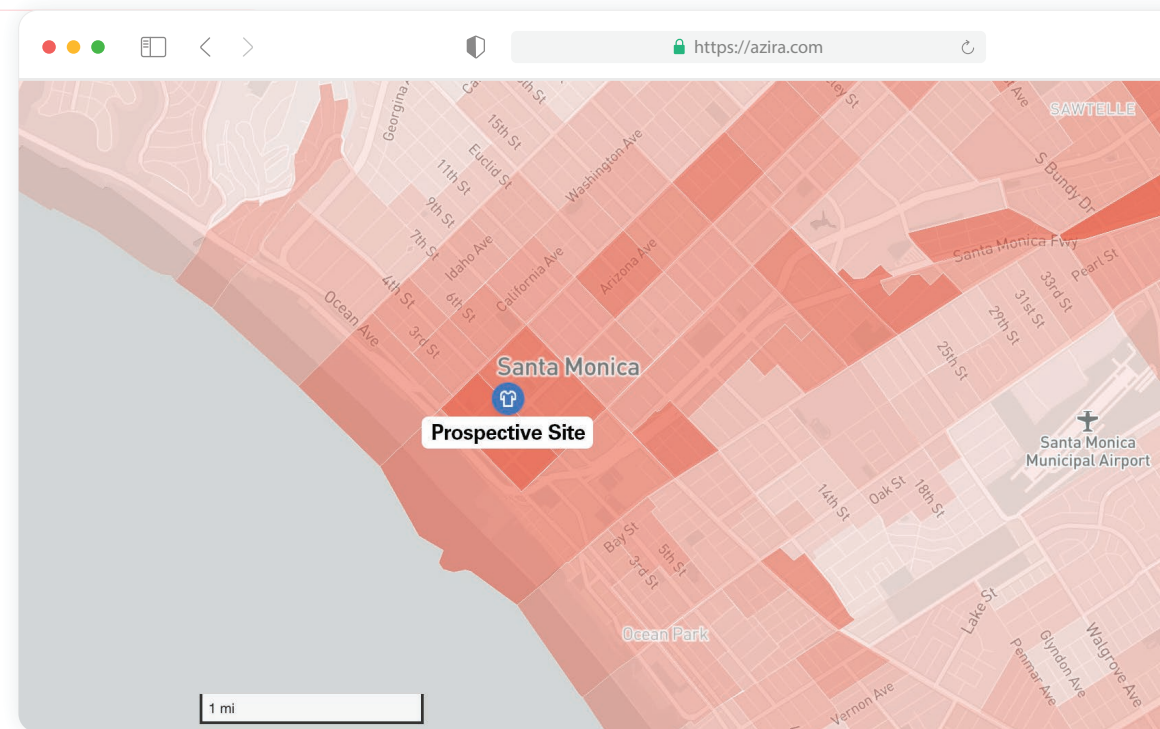 https://azira.com
SAWTELLE
Georgina
15th St
Euclid St
11th St
9th St
7th St
Washington Ave
Idaho Ave
California Ave
Arizona Ave
4th St
6th St
3rd St
Ocean Ave
S Bundy Dr
Santa Monica Fwy
Pearl St
33rd St
31st St
29th St
25th St
Santa Monica
Prospective Site
Santa Monica
Municipal Airport
14th St
Oak St
18th St
Bay St
5th St
3rd St
Ocean Park
Lake St
Penmar Ave
Glyndon Ave
Walgrove Ave
Vernon Ave
1 mi